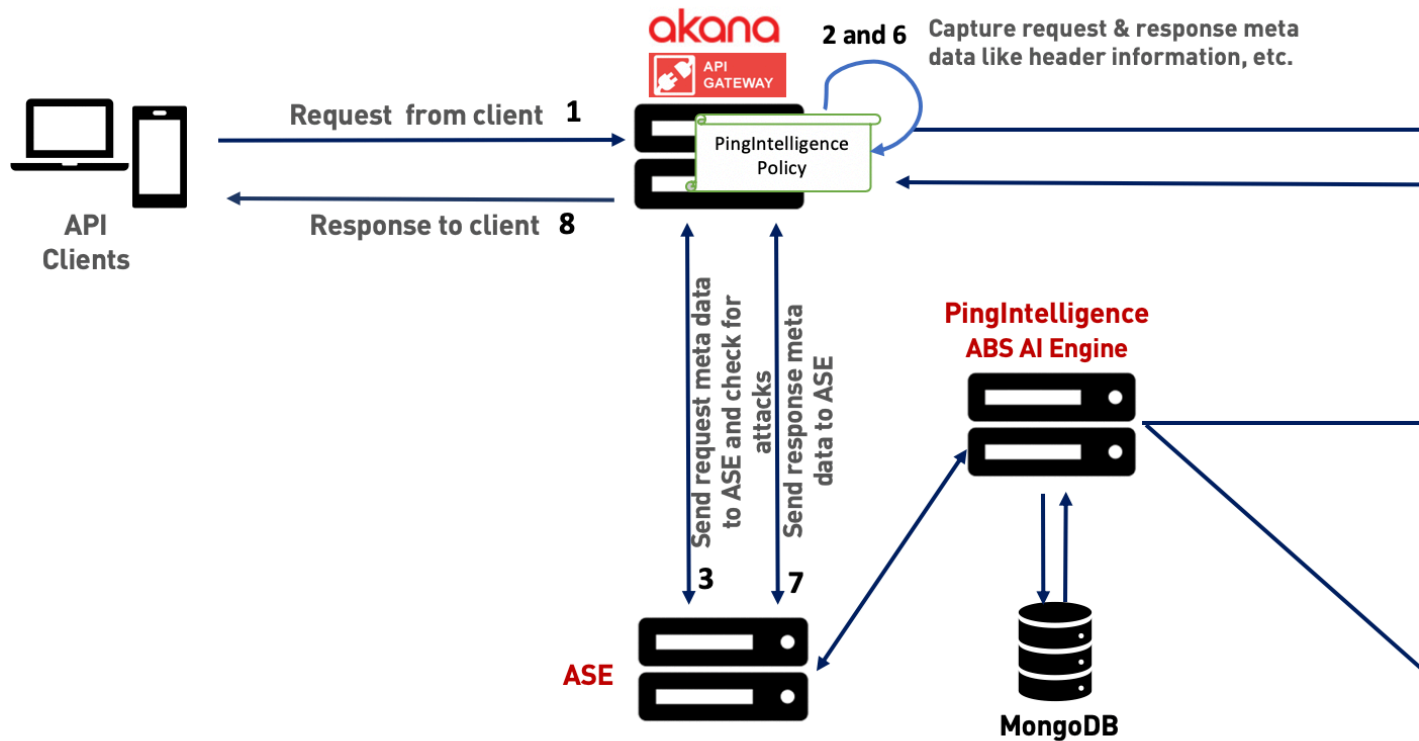 akana
API
GATEWAY
2 and 6
Capture request & response meta
data like header information, etc.
Request from client 1
PingIntelligence
Policy
Response to client 8
API
Clients
Send request meta data
to ASE and check for
attacks
3
Send response meta
data to ASE
7
PingIntelligence
ABS AI Engine
ASE
MongoDB